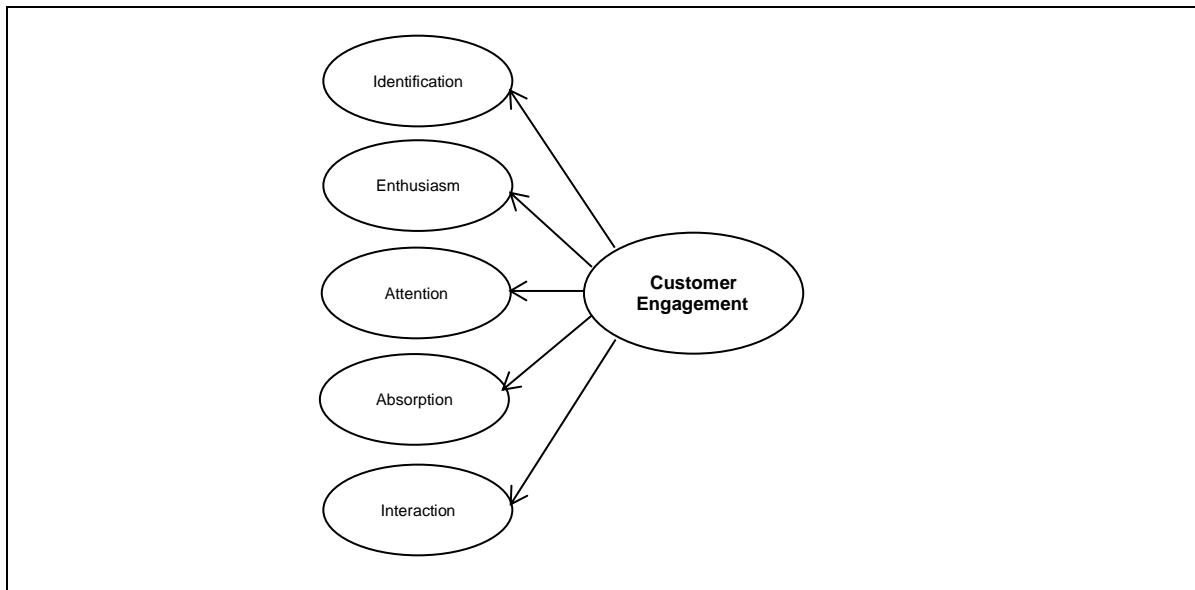 Identification
Enthusiasm
Attention
Customer
Engagement
Absorption
Interaction